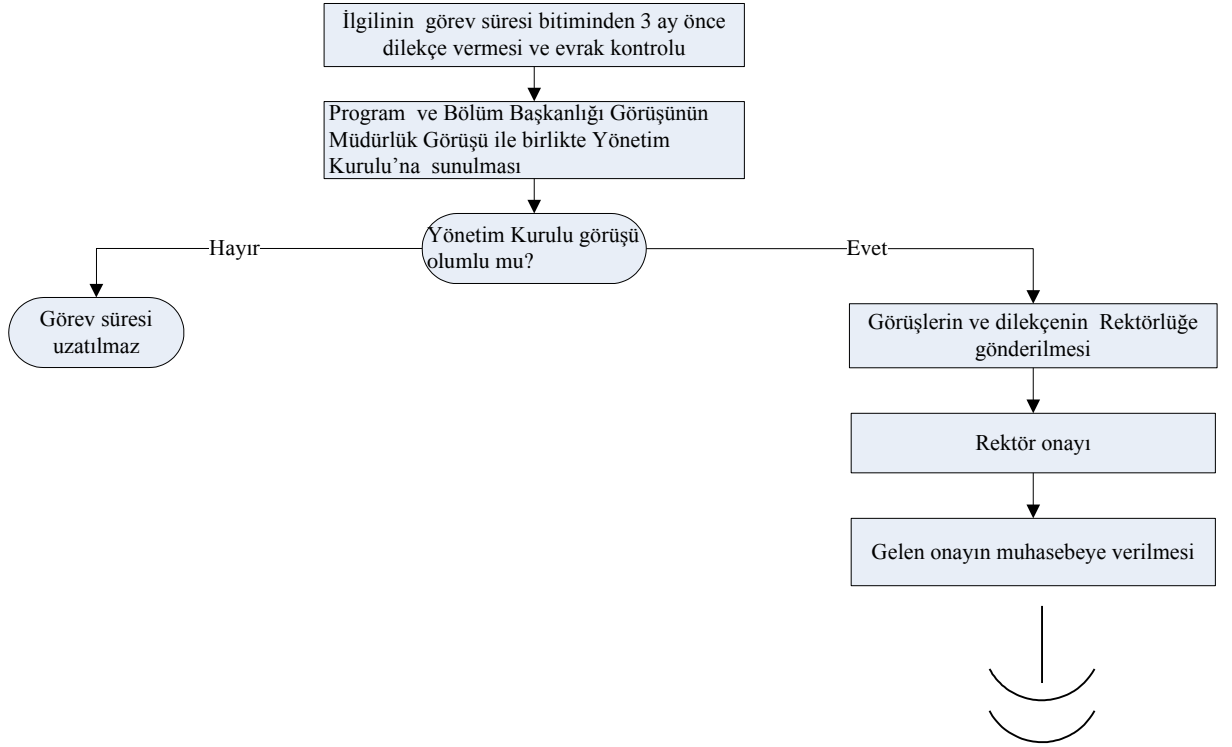 İlgilinin görev süresi bitiminden 3 ay önce
dilekçe vermesi ve evrak kontrolu
Program ve Bölüm Başkanlığı Görüşünün
Müdürlük Görüşü ile birlikte Yönetim
Kurulu’na sunulması
Yönetim Kurulu görüşü
olumlu mu?
Hayır
Evet
Görev süresi
uzatılmaz
Görüşlerin ve dilekçenin Rektörlüğe
gönderilmesi
Rektör onayı
Gelen onayın muhasebeye verilmesi